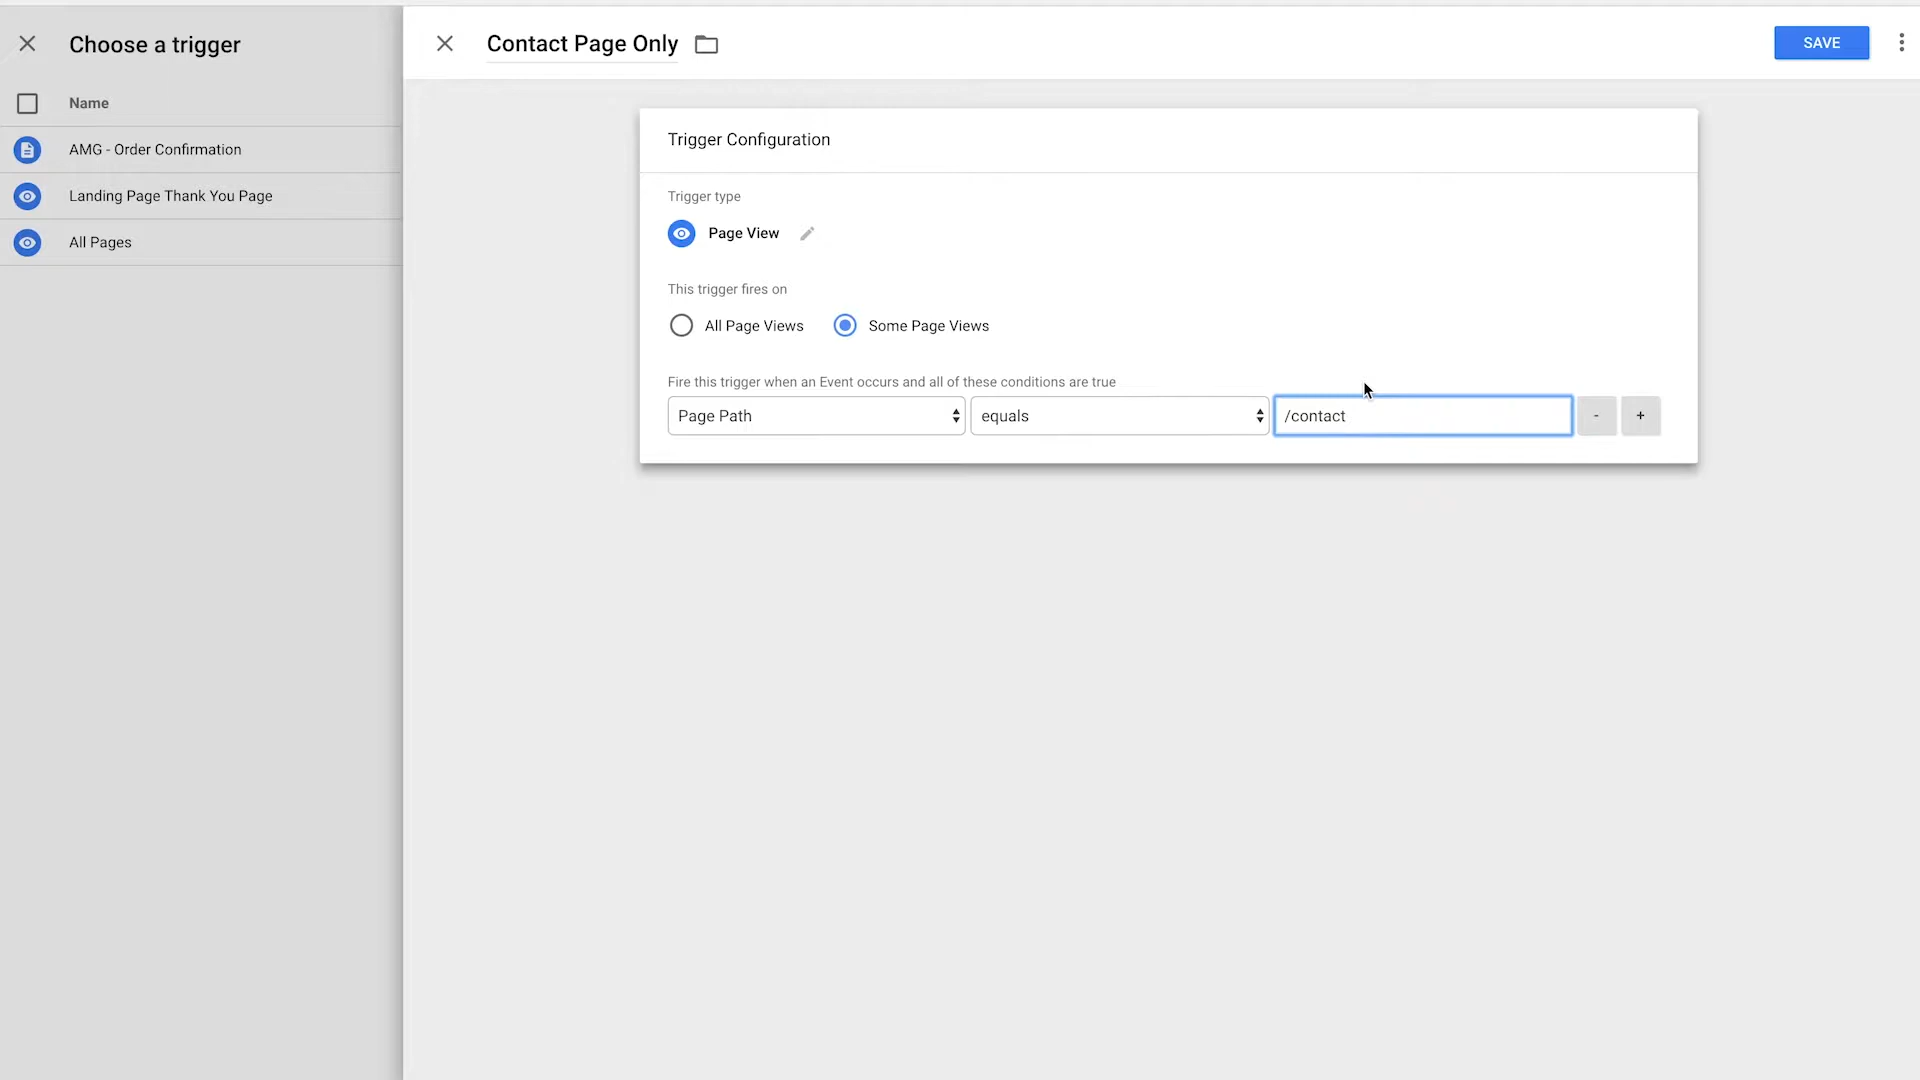 Choose a trigger
Name
AMG - Order Confirmation
Landing Page Thank You Page
All Pages
Contact Page Only
SAVE
Trigger Configuration
Trigger type
Page View
This trigger fires on
All Page Views
Some Page Views
Fire this trigger when an Event occurs and all of these conditions are true
Page Path
equals
/contact
-
+